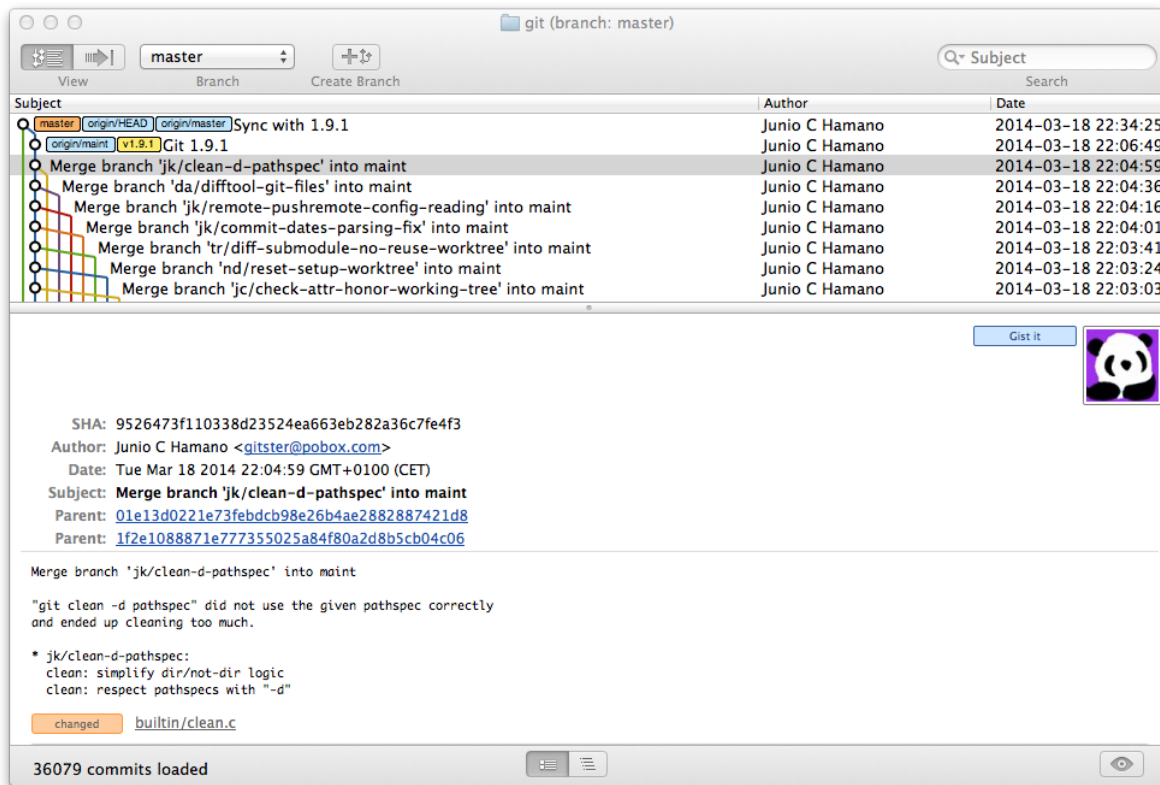 git (branch: master)
master
Subject
View
Branch
Create Branch
Search
Subject Author Date
master origin/HEAD origin/master Sync with 1.9.1 Junio C Hamano 2014-03-18 22:34:25
origin/maint v1.9.1 Git 1.9.1 Junio C Hamano 2014-03-18 22:06:49
Merge branch 'jk/clean-d-pathspec' into maint Junio C Hamano 2014-03-18 22:04:59
Merge branch 'da/difftool-git-files' into maint Junio C Hamano 2014-03-18 22:04:36
Merge branch 'jk/remote-pushremote-config-reading' into maint Junio C Hamano 2014-03-18 22:04:16
Merge branch 'jk/commit-dates-parsing-fix' into maint Junio C Hamano 2014-03-18 22:04:01
Merge branch 'tr/diff-submodule-no-reuse-worktree' into maint Junio C Hamano 2014-03-18 22:03:41
Merge branch 'nd/reset-setup-worktree' into maint Junio C Hamano 2014-03-18 22:03:24
Merge branch 'jc/check-attr-honor-working-tree' into maint Junio C Hamano 2014-03-18 22:03:03
Gist it
SHA: 9526473f110338d23524ea663eb282a36c7fe4f3
Author: Junio C Hamano <gitster@pobox.com>
Date: Tue Mar 18 2014 22:04:59 GMT+0100 (CET)
Subject: Merge branch 'jk/clean-d-pathspec' into maint
Parent: 01e13d0221e73febdcb98e26b4ae2882887421d8
Parent: 1f2e1088871e777355025a84f80a2d8b5cb04c06
Merge branch 'jk/clean-d-pathspec' into maint
"git clean -d pathspec" did not use the given pathspec correctly
and ended up cleaning too much.
* jk/clean-d-pathspec:
clean: simplify dir/not-dir logic
clean: respect pathspecs with "-d"
changed builtin/clean.c
36079 commits loaded